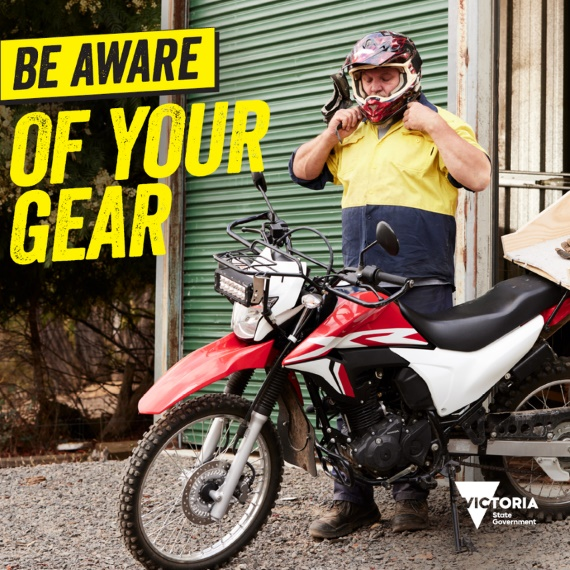 BE AWARE
OF YOUR
GEAR
VICTORIA
State
Government